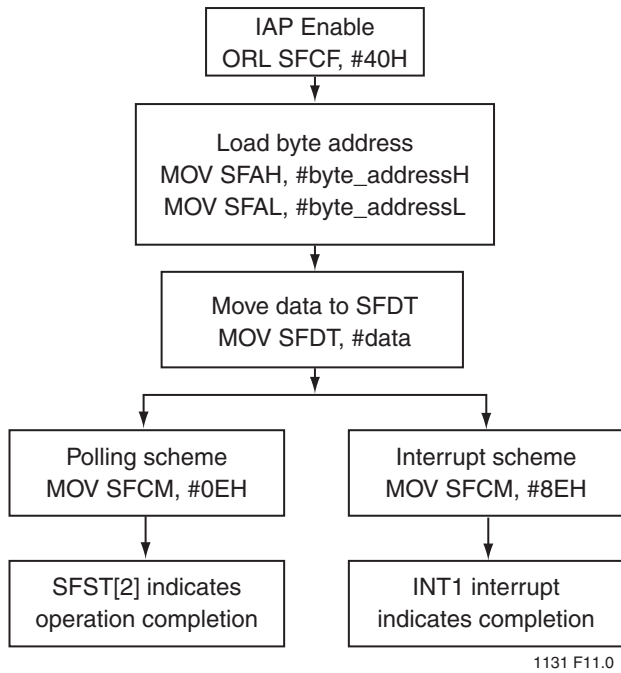 IAP Enable
ORL SFCF, #40H
Load byte address
MOV SFAH, #byte_addressH
MOV SFAL, #byte_addressL
Move data to SFDT
MOV SFDT, #data
Polling scheme
MOV SFCM, #0EH
Interrupt scheme
MOV SFCM, #8EH
SFST[2] indicates
operation completion
INT1 interrupt
indicates completion
1131 F11.0